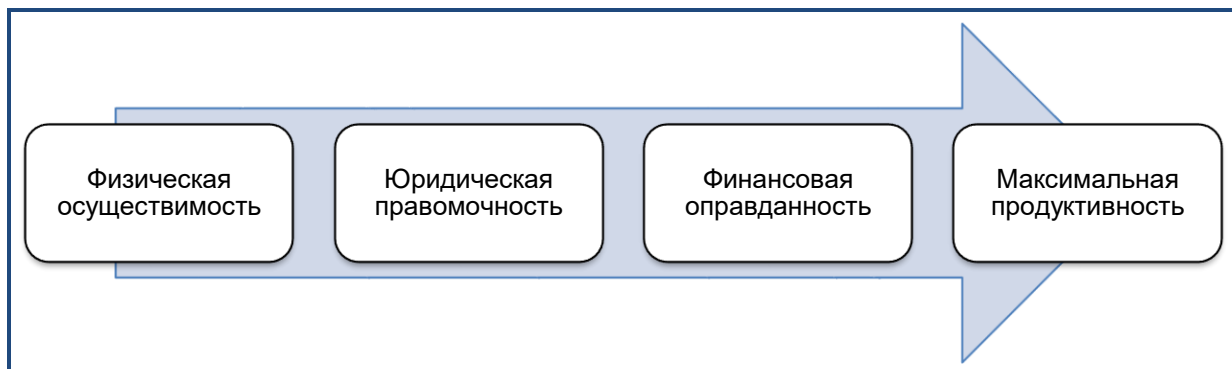 Физическая
осуществимость
Юридическая
правомочность
Финансовая
оправданность
Максимальная
продуктивность